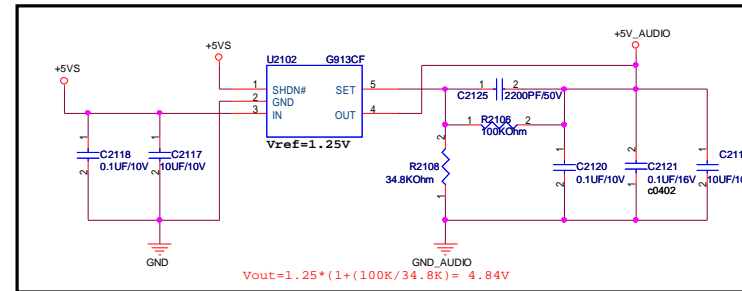 +5V_AUDIO
+5VS
U2102 G913CF
+5VS
1 SHDN# SET 5
2 GND
3 IN OUT 4
Vref=1.25V
1 2
C2125 2200PF/50V
R2106
1 2
100KOhm
1 C2118 2
0.1UF/10V
1 C2117 2
10UF/10V
2
R2108
34.8KOhm
1
1 C2120 2
0.1UF/10V
2 C2121 1
0.1UF/16V
c0402
1 C211 2
10UF/10
GND
GND_AUDIO
Vout=1.25*(1+(100K/34.8K)= 4.84V